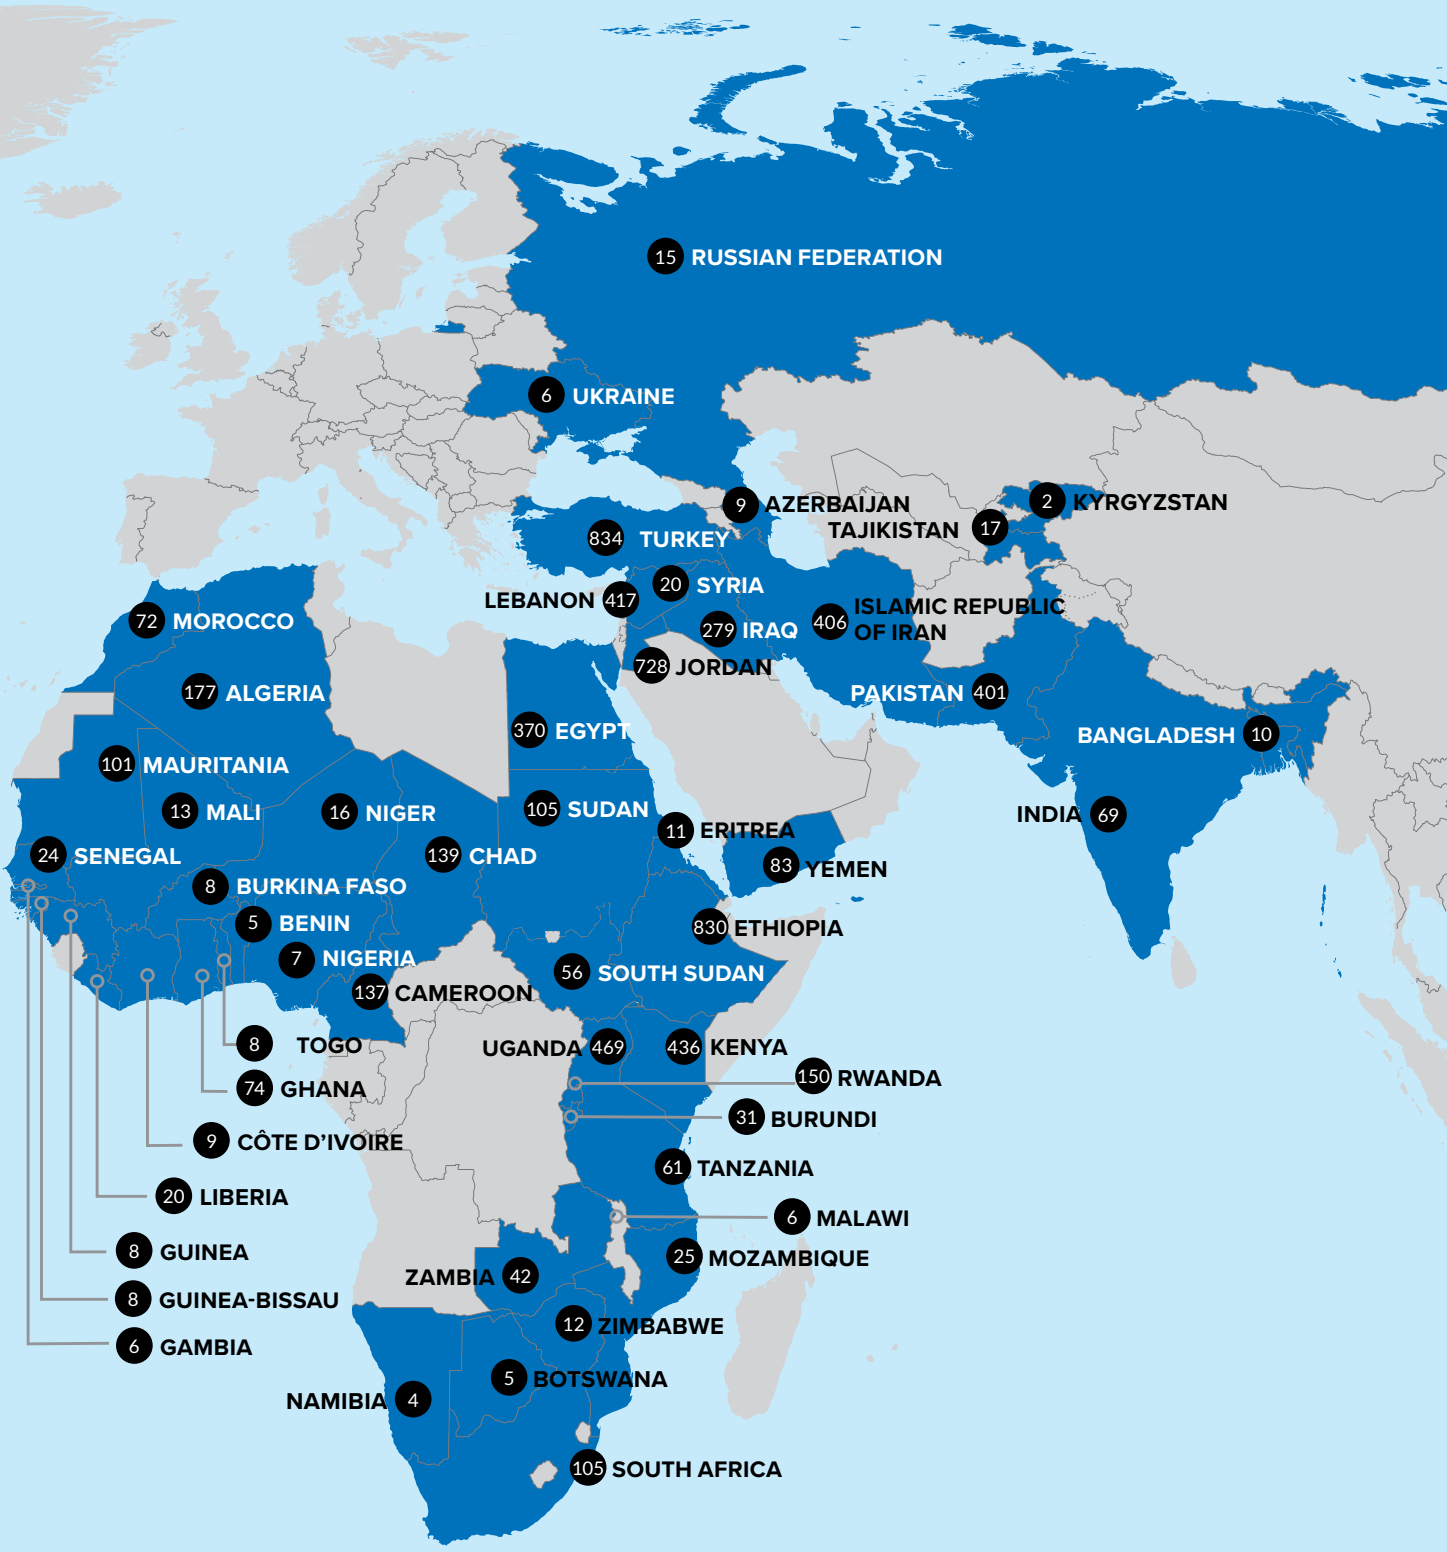 15 RUSSIAN FEDERATION
6 UKRAINE
9 AZERBAIJAN
2 KYRGYZSTAN
TAJIKISTAN 17
834 TURKEY
20 SYRIA
LEBANON 417
406 ISLAMIC REPUBLIC
OF IRAN
72 MOROCCO
279 IRAQ
728 JORDAN
177 ALGERIA
PAKISTAN 401
370 EGYPT
BANGLADESH 10
101 MAURITANIA
13 MALI
16 NIGER
105 SUDAN
INDIA 69
11 ERITREA
24 SENEGAL
139 CHAD
83 YEMEN
8 BURKINA FASO
5 BENIN
830 ETHIOPIA
7 NIGERIA
56 SOUTH SUDAN
137 CAMEROON
8 TOGO
UGANDA 469
436 KENYA
150 RWANDA
74 GHANA
31 BURUNDI
9 CÔTE D’IVOIRE
61 TANZANIA
20 LIBERIA
6 MALAWI
8 GUINEA
25 MOZAMBIQUE
ZAMBIA 42
8 GUINEA-BISSAU
12 ZIMBABWE
6 GAMBIA
5 BOTSWANA
NAMIBIA 4
105 SOUTH AFRICA